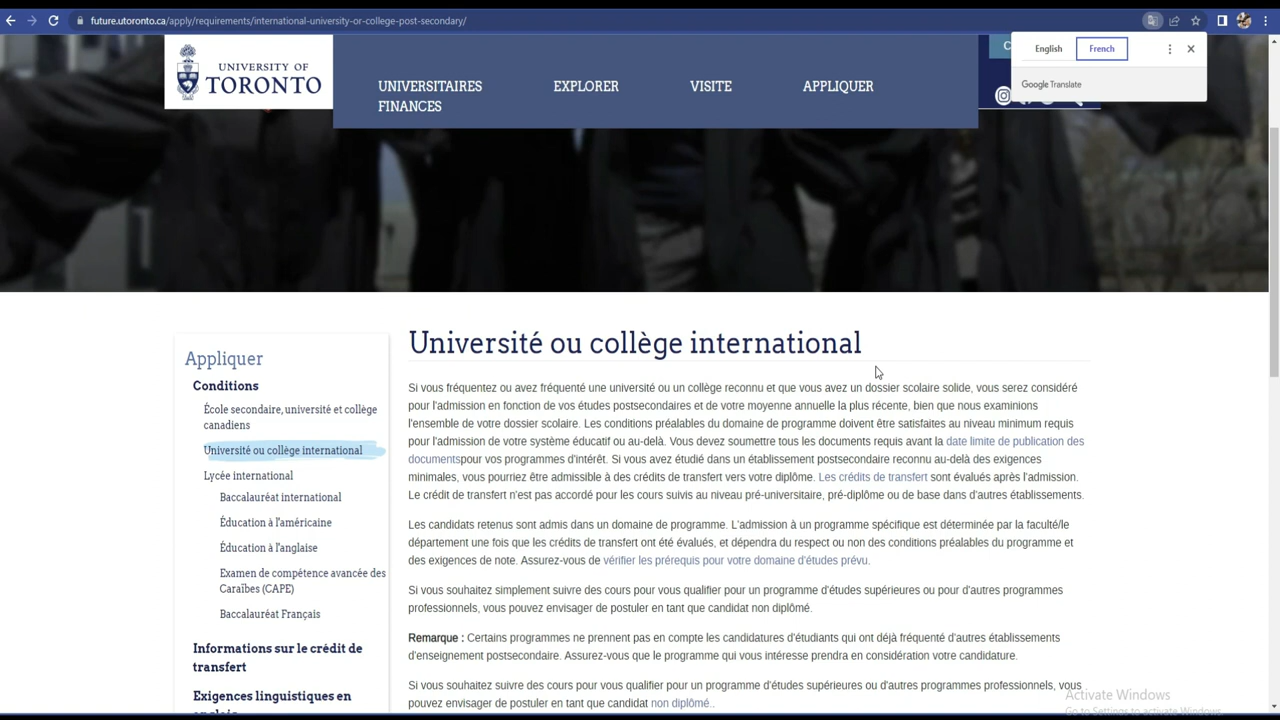 future.utoronto.ca/apply/requirements/international-university-or-college-post-secondary/
English
French
Google Translate
UNIVERSITY OF
TORONTO
UNIVERSITAIRES
EXPLORER
VISITE
APPLIQUER
FINANCES
Université ou collège international
Appliquer
Conditions
École secondaire, université et collège
canadiens
Université ou collège international
Lycée international
Baccalauréat international
Éducation à l'américaine
Éducation à l'anglaise
Examen de compétence avancée des
Caraïbes (CAPE)
Baccalauréat Français
Informations sur le crédit de
transfert
Exigences linguistiques en
anglais
Si vous fréquentez ou avez fréquenté une université ou un collège reconnu et que vous avez un dossier scolaire solide, vous serez considéré
pour l'admission en fonction de vos études postsecondaires et de votre moyenne annuelle la plus récente, bien que nous examinions
l'ensemble de votre dossier scolaire. Les conditions préalables du domaine de programme doivent être satisfaites au niveau minimum requis
pour l'admission de votre système éducatif ou au-delà. Vous devez soumettre tous les documents requis avant la date limite de publication des
documentspour vos programmes d'intérêt. Si vous avez étudié dans un établissement postsecondaire reconnu au-delà des exigences
minimales, vous pourriez être admissible à des crédits de transfert vers votre diplôme. Les crédits de transfert sont évalués après l'admission.
Le crédit de transfert n'est pas accordé pour les cours suivis au niveau pré-universitaire, pré-diplôme ou de base dans d'autres établissements.
Les candidats retenus sont admis dans un domaine de programme. L'admission à un programme spécifique est déterminée par la faculté/le
département une fois que les crédits de transfert ont été évalués, et dépendra du respect ou non des conditions préalables du programme et
des exigences de note. Assurez-vous de vérifier les prérequis pour votre domaine d'études prévu.
Si vous souhaitez simplement suivre des cours pour vous qualifier pour un programme d'études supérieures ou pour d'autres programmes
professionnels, vous pouvez envisager de postuler en tant que candidat non diplômé.
Remarque : Certains programmes ne prennent pas en compte les candidatures d'étudiants qui ont déjà fréquenté d'autres établissements
d'enseignement postsecondaire. Assurez-vous que le programme qui vous intéresse prendra en considération votre candidature.
Si vous souhaitez suivre des cours pour vous qualifier pour un programme d'études supérieures ou d'autres programmes professionnels, vous
pouvez envisager de postuler en tant que candidat non diplômé..
Activate Windows
Go to Settings to activate Windows.